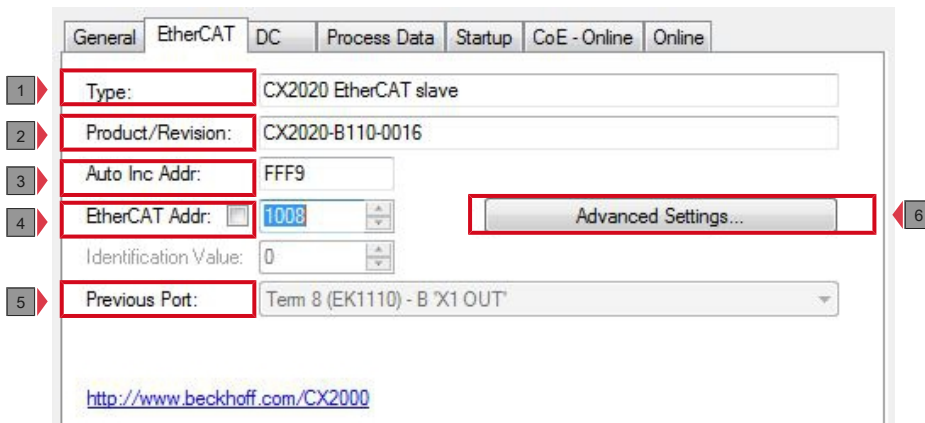 General EtherCAT DC Process Data Startup CoE - Online Online
1 Type: CX2020 EtherCAT slave
2 Product/Revision: CX2020-B110-0016
3 Auto Inc Addr: FFF9
4 EtherCAT Addr: 1008 Advanced Settings... 6
Identification Value: 0
5 Previous Port: Term 8 (EK1110) - B 'X1 OUT'
http://www.beckhoff.com/CX2000